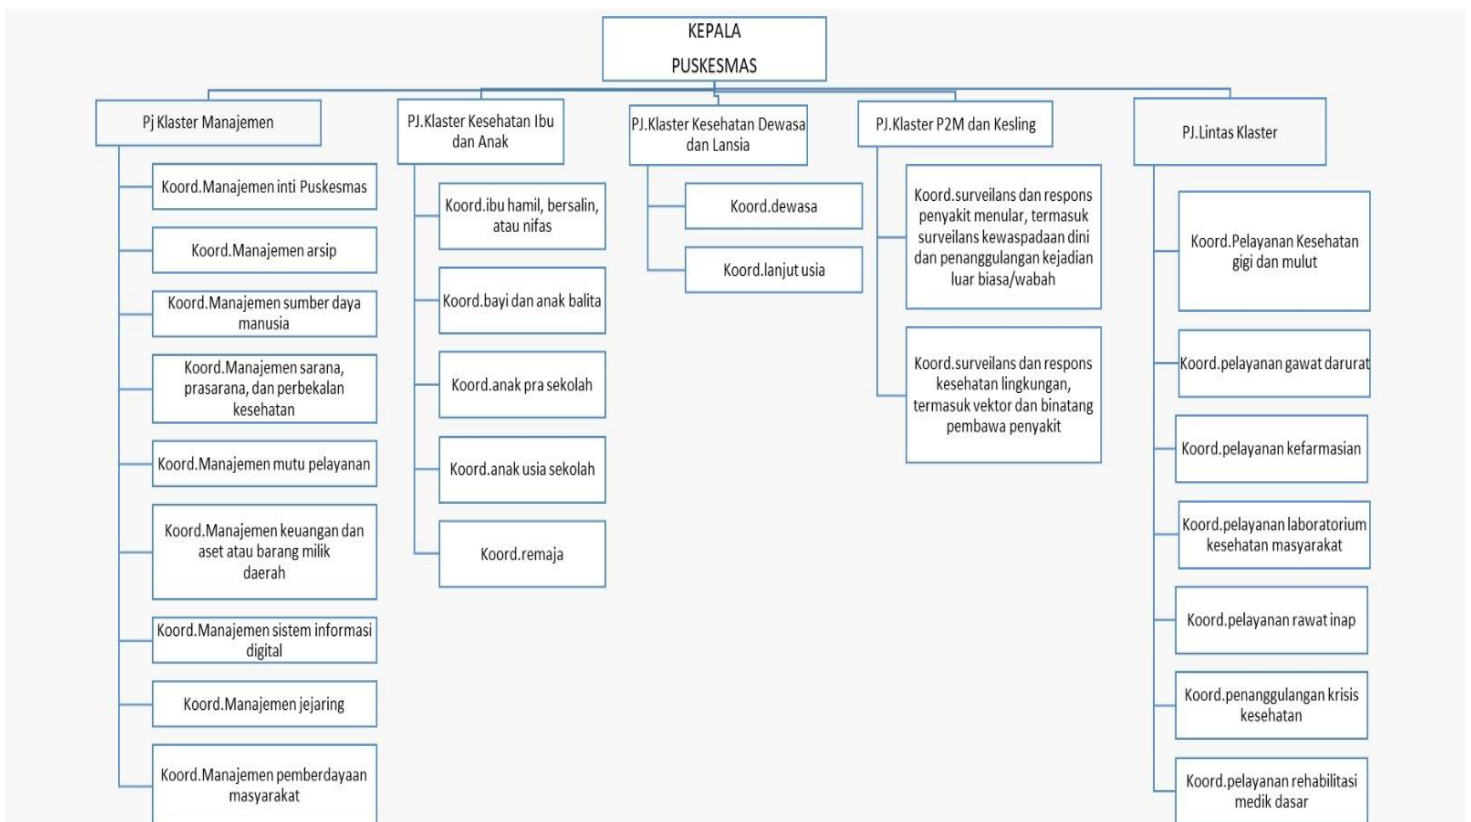 KEPALA
PUSKESMAS
Pj Klaster Manajemen
Koord.Manajemen inti Puskesmas
Koord.Manajemen arsip
Koord.Manajemen sumber daya
manusia
Koord.Manajemen sarana,
prasarana, dan perbekalan
kesehatan
Koord.Manajemen mutu pelayanan
Koord.Manajemen keuangan dan
aset atau barang milik
daerah
Koord.Manajemen sistem informasi
digital
Koord.Manajemen jejaring
Koord.Manajemen pemberdayaan
masyarakat
PJ.Klaster Kesehatan Ibu
dan Anak
Koord.ibu hamil, bersalin,
atau nifas
Koord.bayi dan anak balita
Koord.anak pra sekolah
Koord.anak usia sekolah
Koord.remaja
PJ.Klaster Kesehatan Dewasa
dan Lansia
Koord.dewasa
Koord.lanjut usia
PJ.Klaster P2M dan Kesling
Koord.surveilans dan respons
penyakit menular, termasuk
surveilans kewaspadaan dini
dan penanggulangan kejadian
luar biasa/wabah
Koord.surveilans dan respons
kesehatan lingkungan,
termasuk vektor dan binatang
pembawa penyakit
PJ.Lintas Klaster
Koord.Pelayanan Kesehatan
gigi dan mulut
Koord.pelayanan gawat darurat
Koord.pelayanan kefarmasian
Koord.pelayanan laboratorium
kesehatan masyarakat
Koord.pelayanan rawat inap
Koord.penanggulangan krisis
kesehatan
Koord.pelayanan rehabilitasi
medik dasar